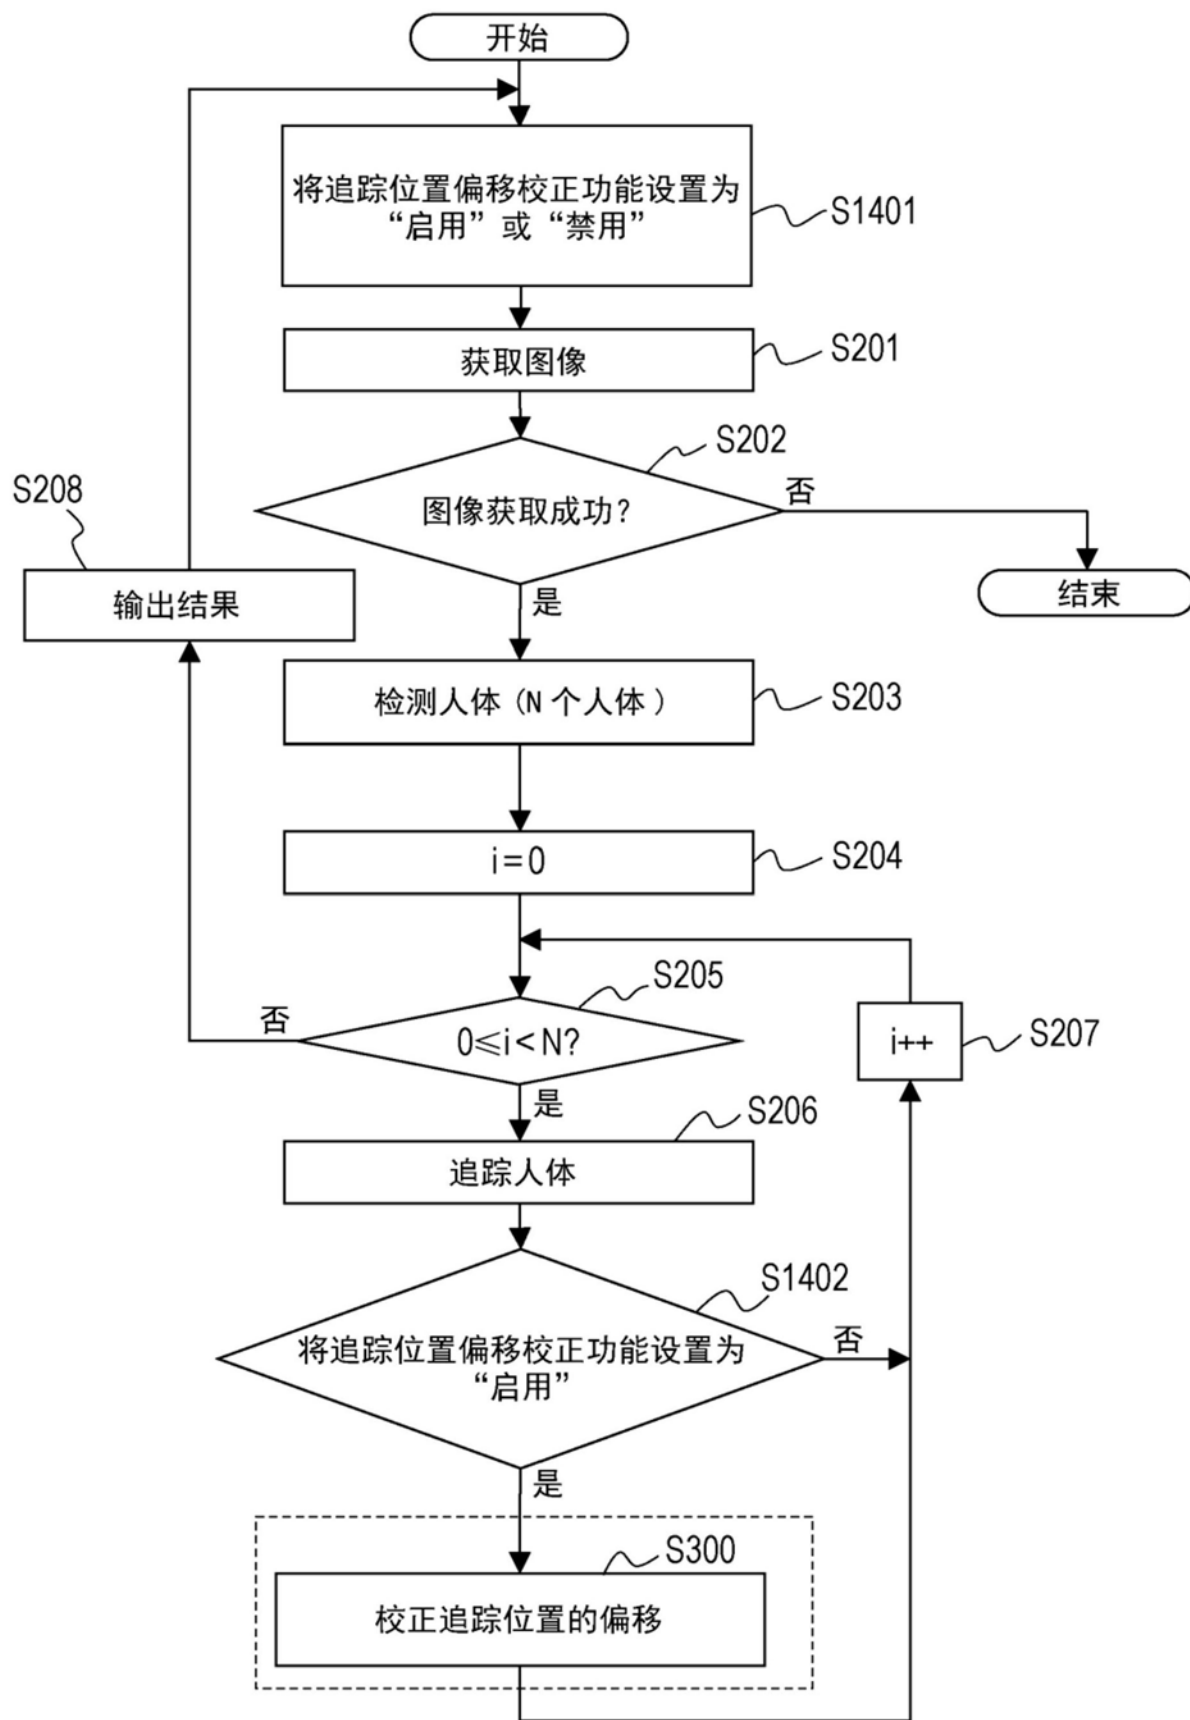 开始
将追踪位置偏移校正功能设置为
“启用”或“禁用”
S1401
获取图像
S201
S202
图像获取成功?
否
S208
输出结果
是
结束
检测人体(N 个人体)
S203
i=0
S204
S205
否
0≤i<N?
i++
S207
是
S206
追踪人体
S1402
将追踪位置偏移校正功能设置为
“启用”
否
是
S300
校正追踪位置的偏移